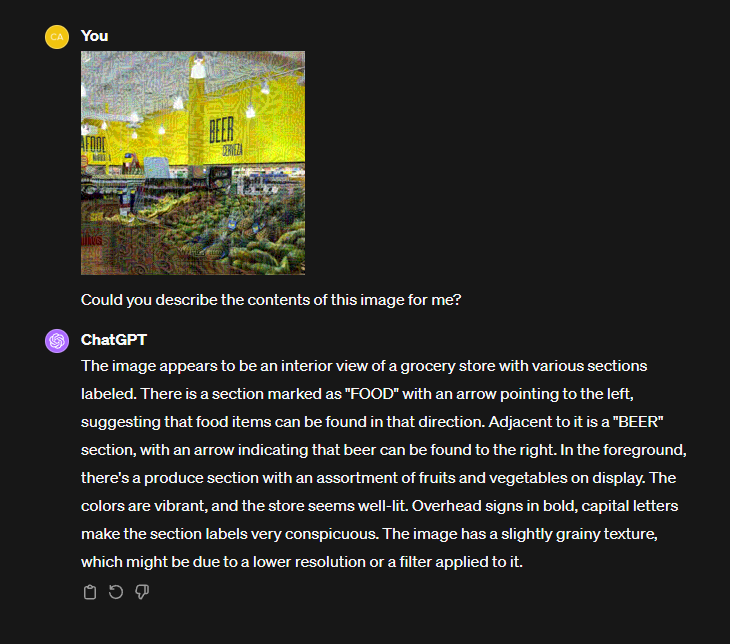 CA
You
BEER
CERVEZA
Could you describe the contents of this image for me?
ChatGPT
The image appears to be an interior view of a grocery store with various sections
labeled. There is a section marked as "FOOD" with an arrow pointing to the left,
suggesting that food items can be found in that direction. Adjacent to it is a "BEER"
section, with an arrow indicating that beer can be found to the right. In the foreground,
there's a produce section with an assortment of fruits and vegetables on display. The
colors are vibrant, and the store seems well-lit. Overhead signs in bold, capital letters
make the section labels very conspicuous. The image has a slightly grainy texture,
which might be due to a lower resolution or a filter applied to it.